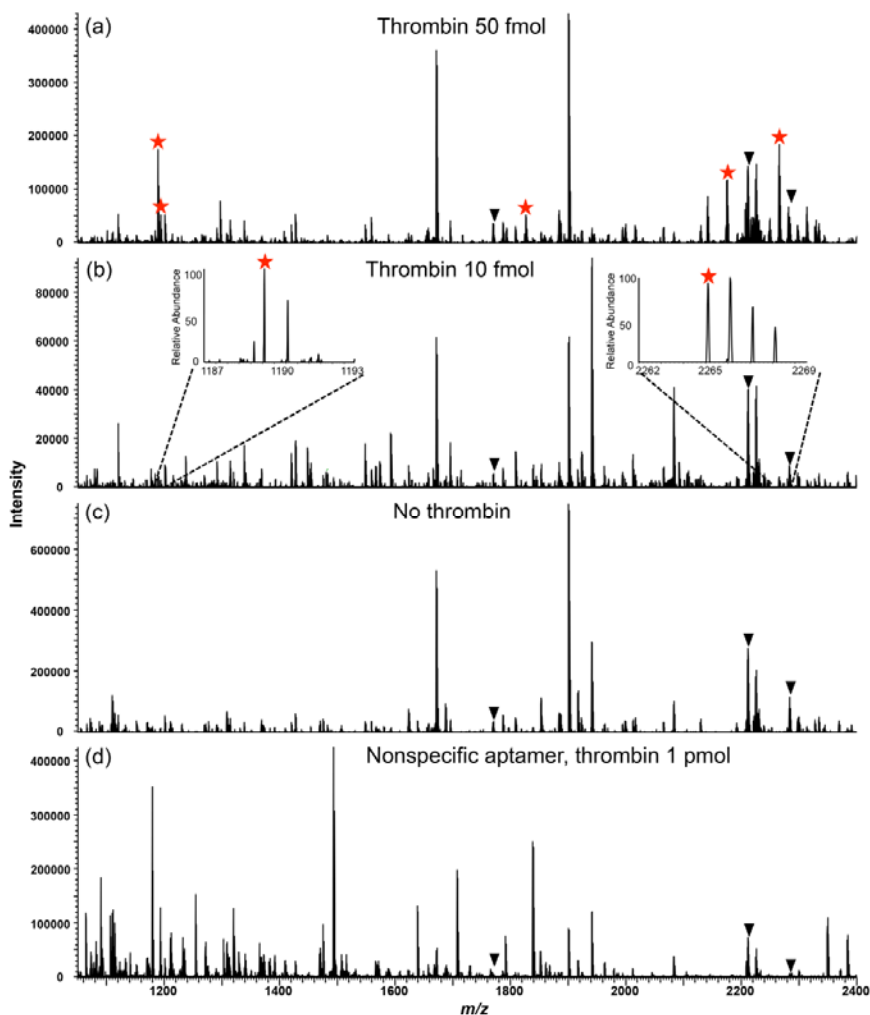 (a) Thrombin 50 fmol
400000
300000
200000
100000
0
(b) Thrombin 10 fmol
80000
60000
40000
20000
0
Relative Abundance
100
50
0
1187 1190 1193
Relative Abundance
100
50
0
2262 2265 2269
Intensity
(c) No thrombin
600000
400000
200000
0
(d) Nonspecific aptamer, thrombin 1 pmol
400000
300000
200000
100000
0
1200 1400 1600 1800 2000 2200 2400
m/z